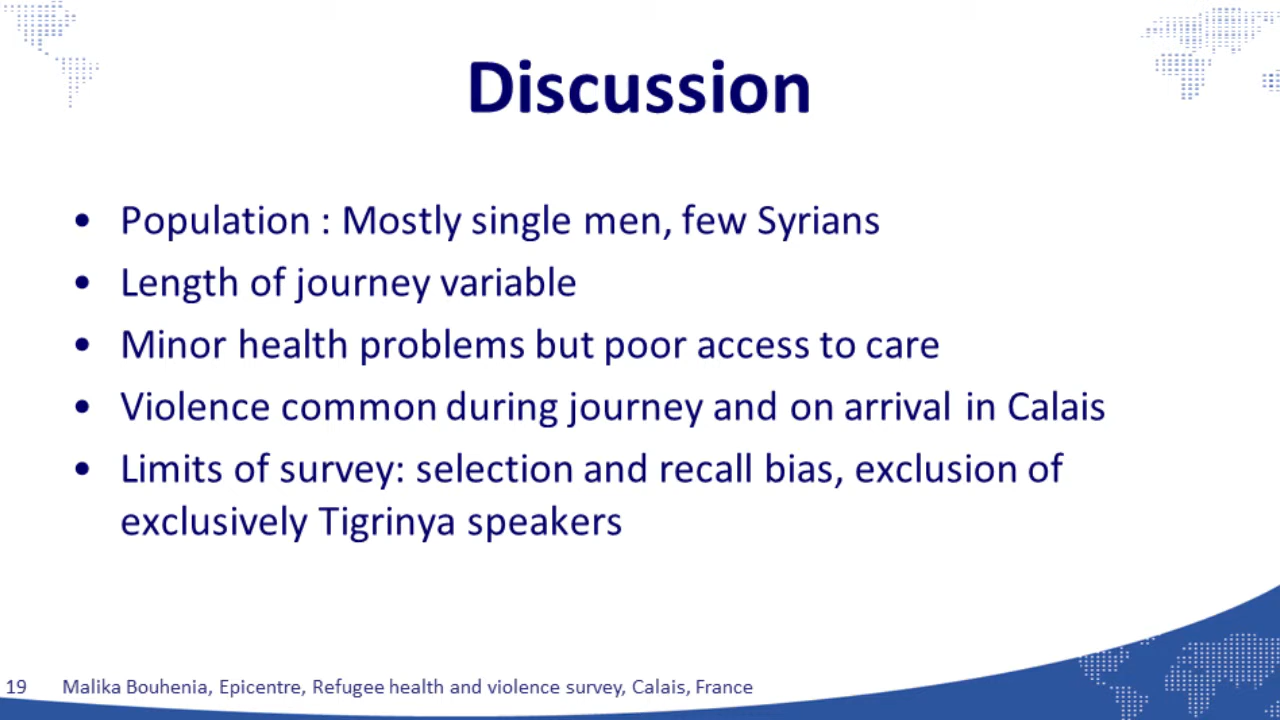 Discussion
• Population : Mostly single men, few Syrians
• Length of journey variable
• Minor health problems but poor access to care
• Violence common during journey and on arrival in Calais
• Limits of survey: selection and recall bias, exclusion of
exclusively Tigrinya speakers
19 Malika Bouhenia, Epicentre, Refugee health and violence survey, Calais, France